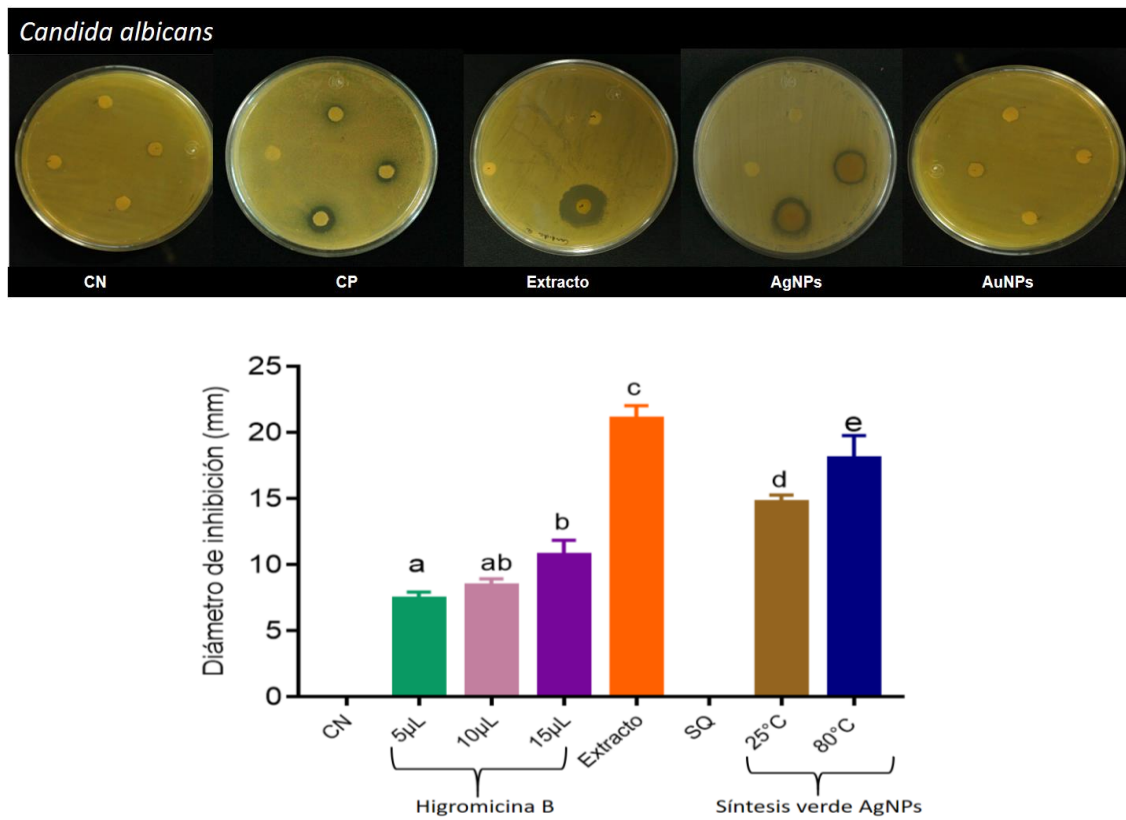 Candida albicans
CN CP Extracto AgNPs AuNPs
Diámetro de inhibición (mm)
25
20
15
10
5
0
a
ab
b
c
d
e
CN 5µL 10µL 15µL Extracto SQ 25°C 80°C
Higromicina B Síntesis verde AgNPs